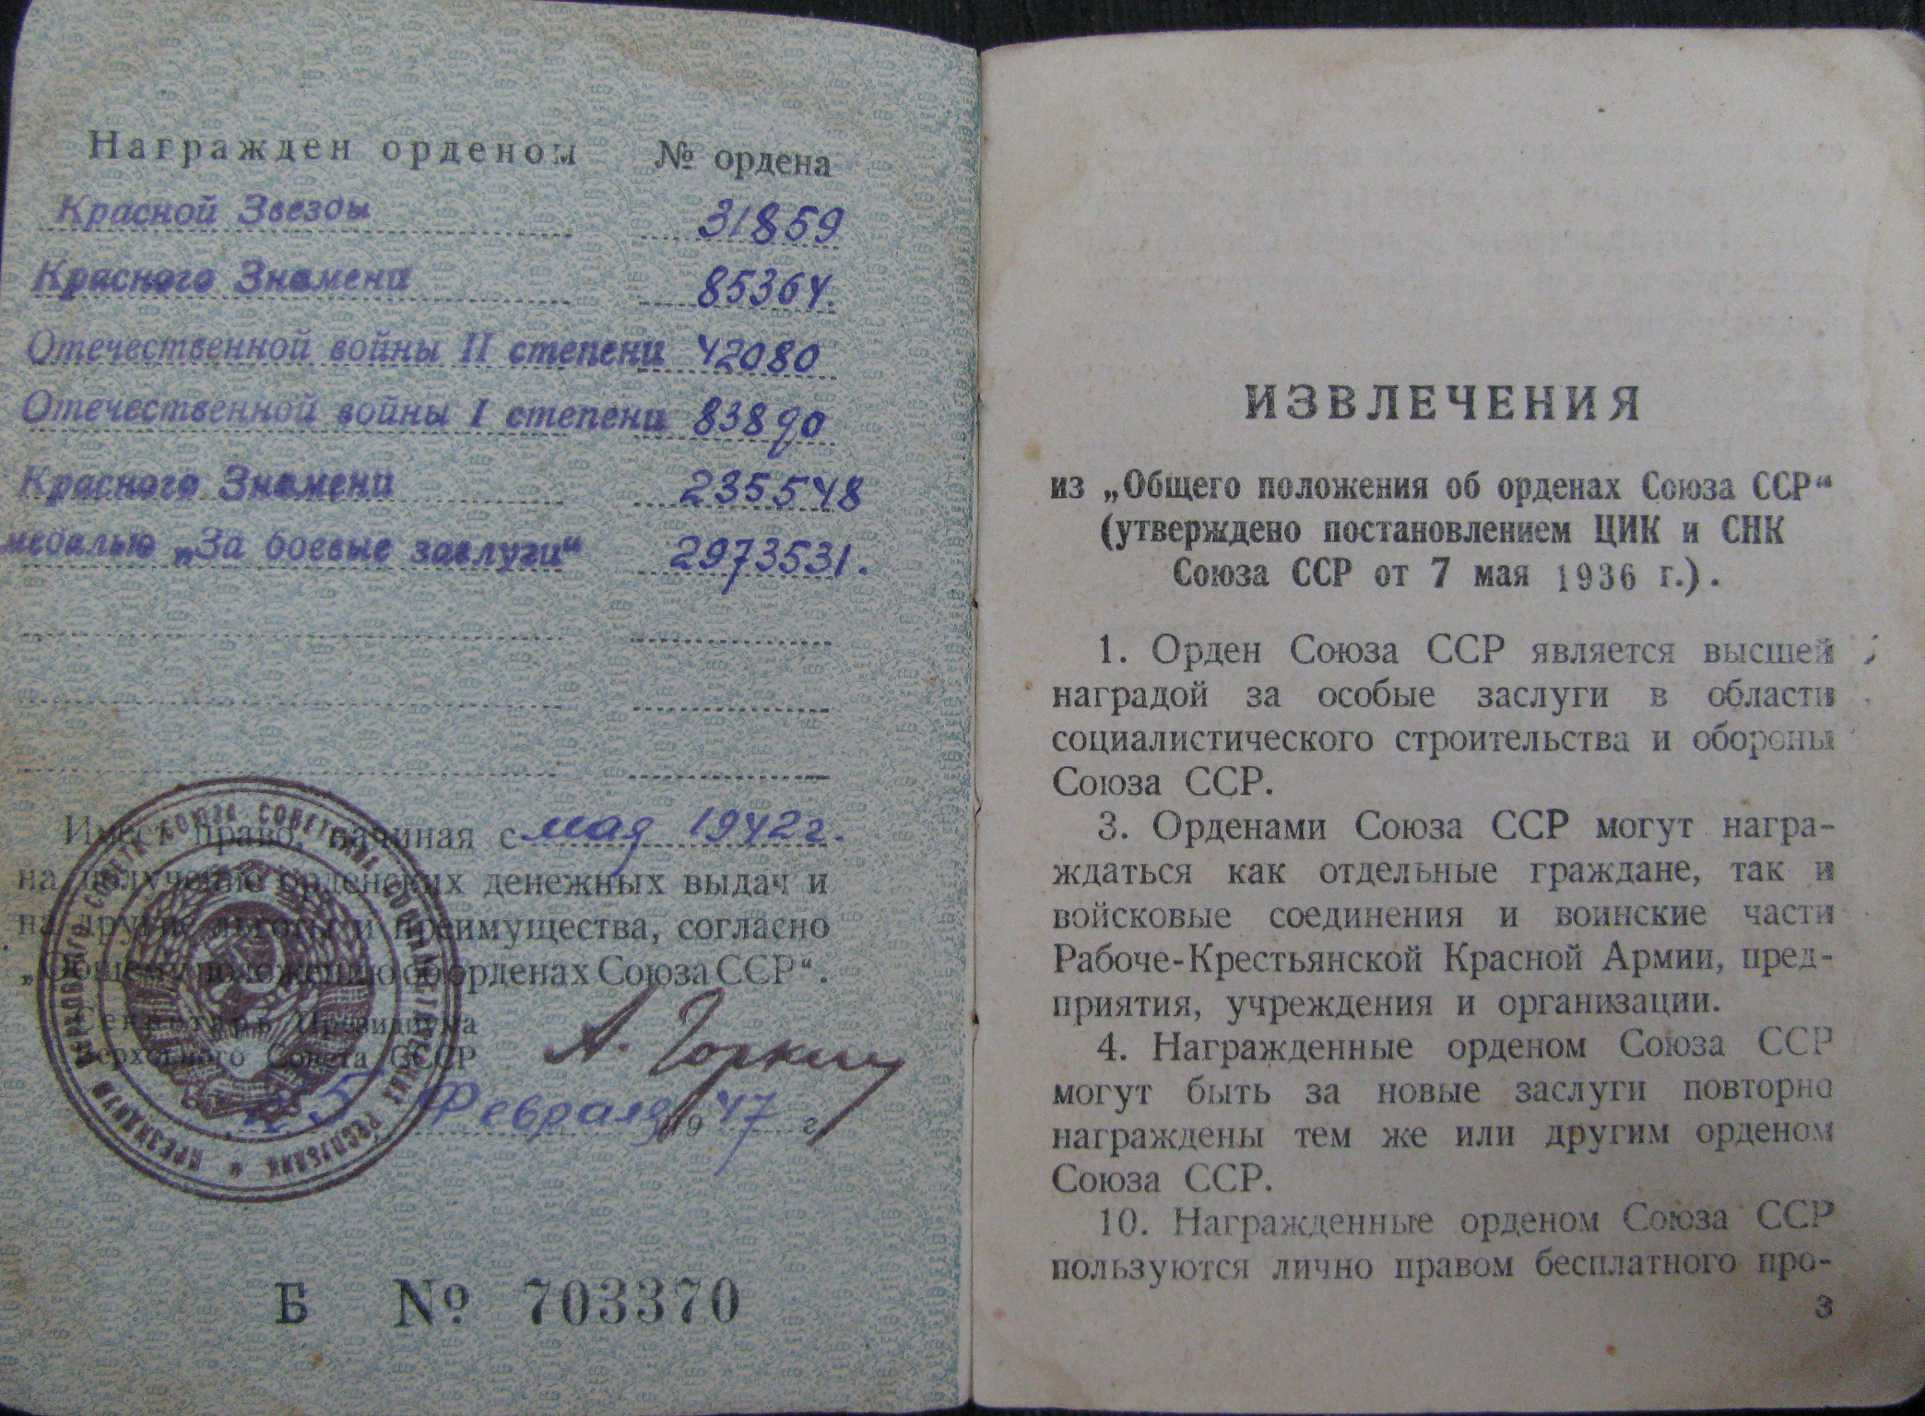 Награжден орденом № ордена
Красной Звезды 31859
Красного Знамени 85364.
Отечественной войны II степени 42080
Отечественной войны I степени 83890
Красного Знамени 235548
медалью „За боевые заслуги“ 2973531.
Имеет право, начиная с мая 1942 г.
на получение орденских денежных выдач и
на другие льготы и преимущества, согласно
„Общему положению об орденах Союза ССР“.
Секретарь Президиума
Верховного Совета СССР
А. Горкин
25 Февраля 1947 г.
Б № 703370
ИЗВЛЕЧЕНИЯ
из „Общего положения об орденах Союза ССР“
(утверждено постановлением ЦИК и СНК
Союза ССР от 7 мая 1936 г.).
1. Орден Союза ССР является высшей
наградой за особые заслуги в области
социалистического строительства и обороны
Союза ССР.
3. Орденами Союза ССР могут награ-
ждаться как отдельные граждане, так и
войсковые соединения и воинские части
Рабоче-Крестьянской Красной Армии, пред-
приятия, учреждения и организации.
4. Награжденные орденом Союза ССР
могут быть за новые заслуги повторно
награждены тем же или другим орденом
Союза ССР.
10. Награжденные орденом Союза ССР
пользуются лично правом бесплатного про-
3